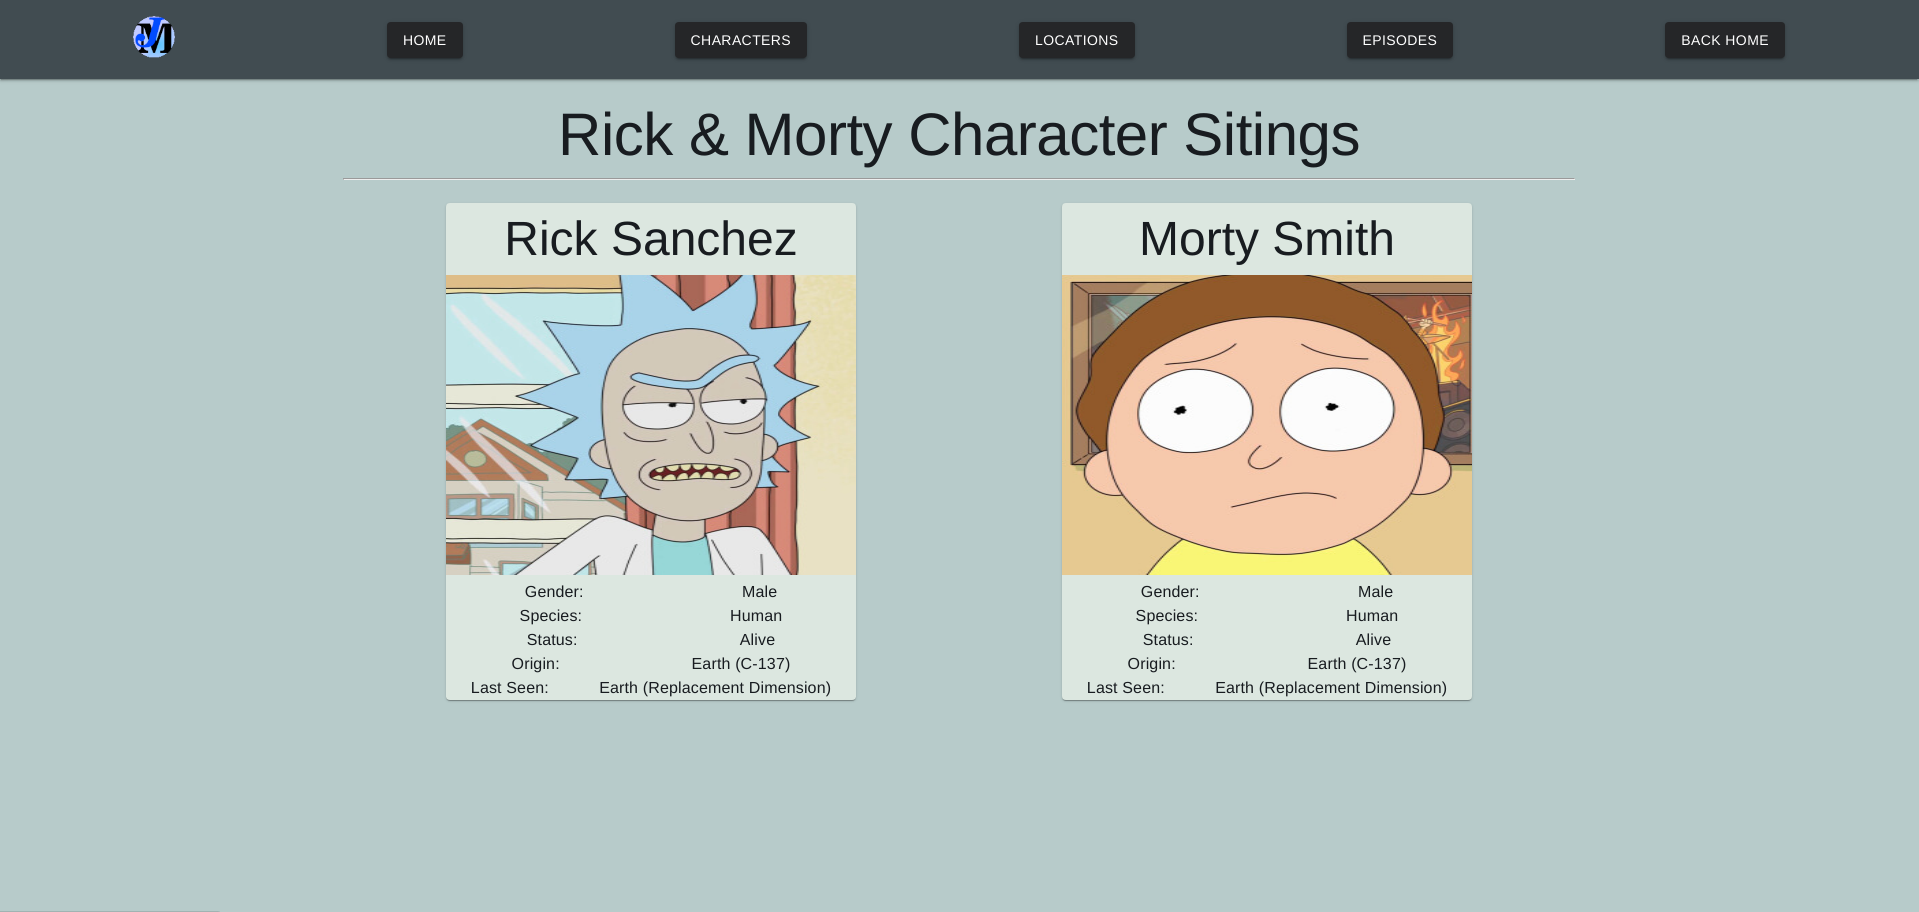 JM
HOME CHARACTERS LOCATIONS EPISODES BACK HOME
Rick & Morty Character Sitings
Rick Sanchez Morty Smith
Gender: Male Gender: Male
Species: Human Species: Human
Status: Alive Status: Alive
Origin: Earth (C-137) Origin: Earth (C-137)
Last Seen: Earth (Replacement Dimension) Last Seen: Earth (Replacement Dimension)